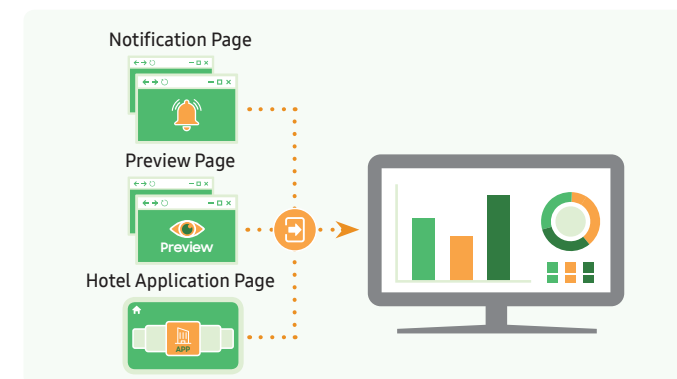 Notification Page
Preview Page
Preview
Hotel Application Page
APP